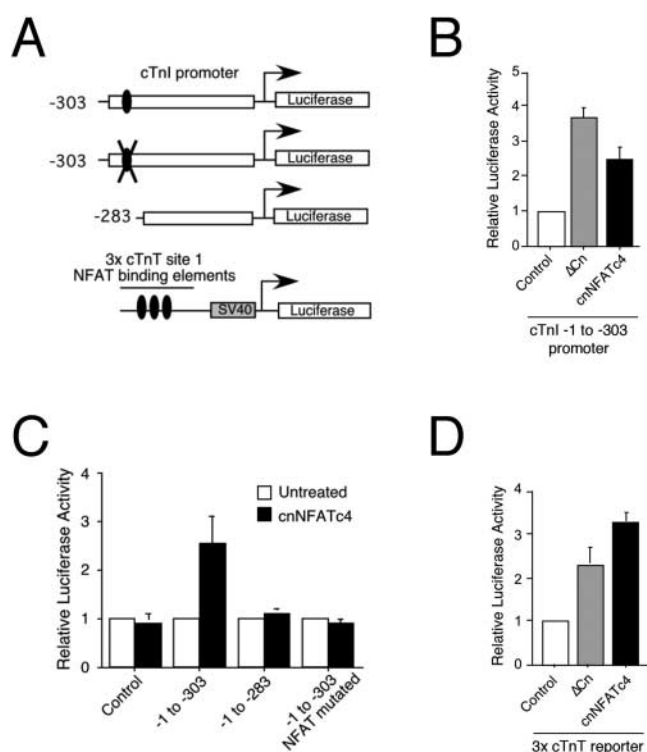 A
cTnI promoter
-303
Luciferase
-303
Luciferase
-283
Luciferase
3x cTnT site 1
NFAT binding elements
SV40
Luciferase
B
Relative Luciferase Activity
5
4
3
2
1
0
Control
ΔCn
cnNFATc4
cTnI -1 to -303
promoter
C
Relative Luciferase Activity
4
3
2
1
0
Untreated
cnNFATc4
Control
-1 to -303
-1 to -283
-1 to -303
NFAT mutated
D
Relative Luciferase Activity
4
3
2
1
0
Control
ΔCn
cnNFATc4
3x cTnT reporter